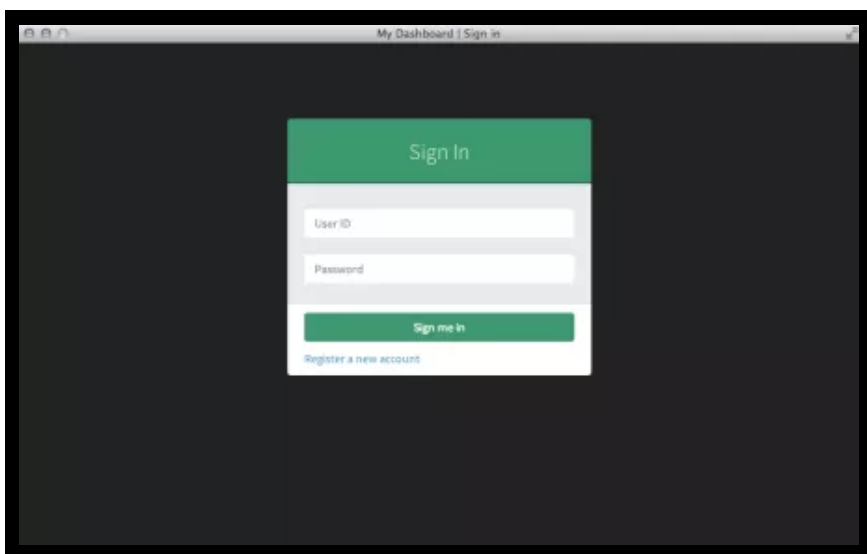 My Dashboard | Sign in
Sign In
User ID
Password
Sign me in
Register a new account